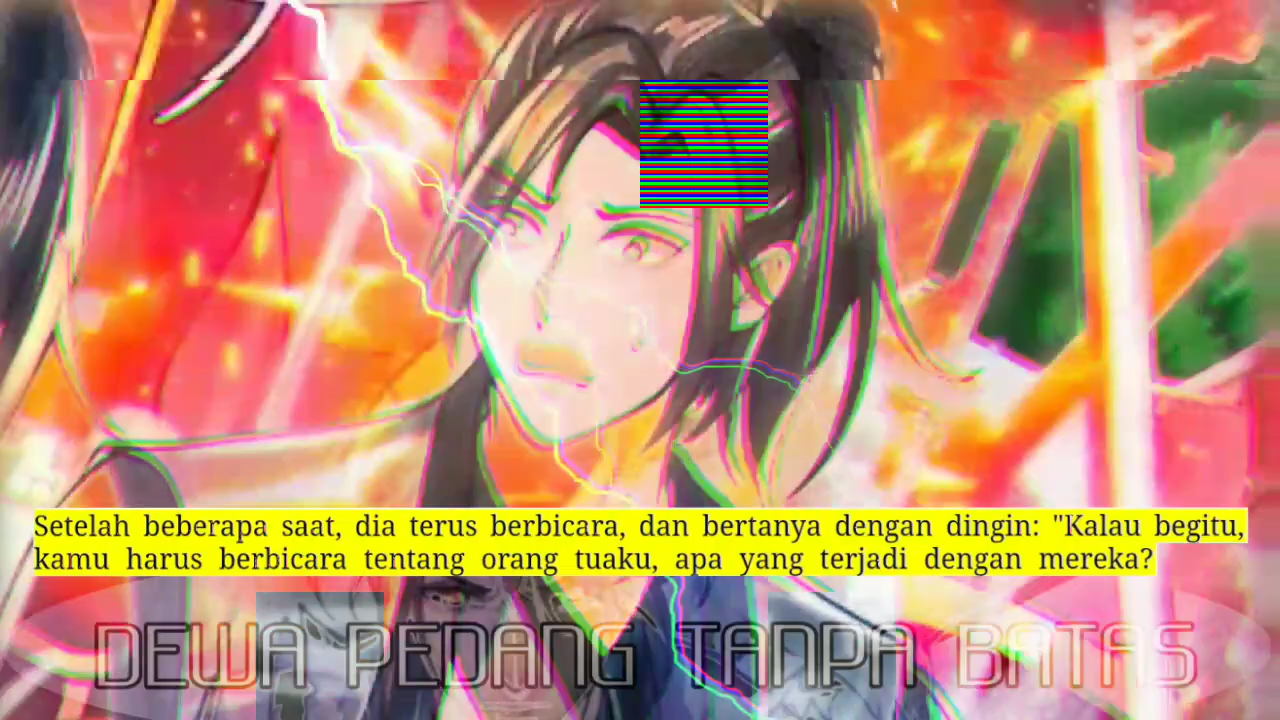 Setelah beberapa saat, dia terus berbicara, dan bertanya dengan dingin: "Kalau begitu,
kamu harus berbicara tentang orang tuaku, apa yang terjadi dengan mereka?
DEWA PEDANG TANPA BATAS